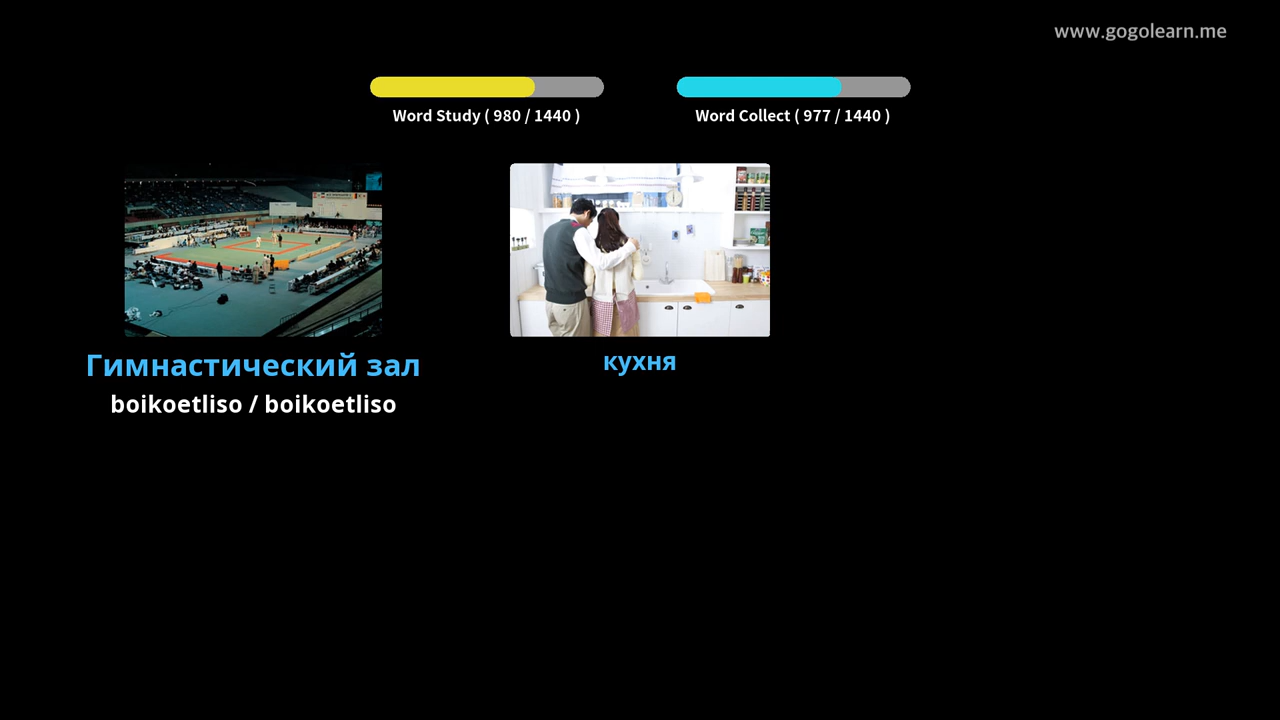 www.gogolearn.me
Word Study ( 980 / 1440 )
Word Collect ( 977 / 1440 )
Гимнастический зал
boikoetliso / boikoetliso
кухня